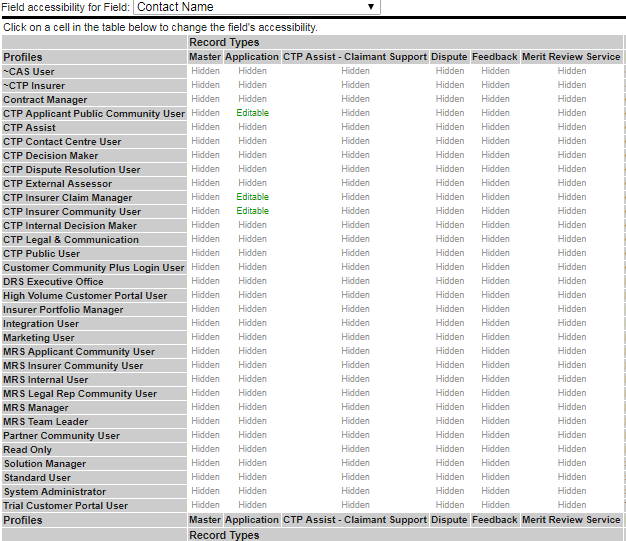 Field accessibility for Field: Contact Name
Click on a cell in the table below to change the field's accessibility.
Record Types
Profiles Master Application CTP Assist - Claimant Support Dispute Feedback Merit Review Service
~CAS User Hidden Hidden Hidden Hidden Hidden Hidden
~CTP Insurer Hidden Hidden Hidden Hidden Hidden Hidden
Contract Manager Hidden Hidden Hidden Hidden Hidden Hidden
CTP Applicant Public Community User Hidden Editable Hidden Hidden Hidden Hidden
CTP Assist Hidden Hidden Hidden Hidden Hidden Hidden
CTP Contact Centre User Hidden Hidden Hidden Hidden Hidden Hidden
CTP Decision Maker Hidden Hidden Hidden Hidden Hidden Hidden
CTP Dispute Resolution User Hidden Hidden Hidden Hidden Hidden Hidden
CTP External Assessor Hidden Hidden Hidden Hidden Hidden Hidden
CTP Insurer Claim Manager Hidden Editable Hidden Hidden Hidden Hidden
CTP Insurer Community User Hidden Editable Hidden Hidden Hidden Hidden
CTP Internal Decision Maker Hidden Hidden Hidden Hidden Hidden Hidden
CTP Legal & Communication Hidden Hidden Hidden Hidden Hidden Hidden
CTP Public User Hidden Hidden Hidden Hidden Hidden Hidden
Customer Community Plus Login User Hidden Hidden Hidden Hidden Hidden Hidden
DRS Executive Office Hidden Hidden Hidden Hidden Hidden Hidden
High Volume Customer Portal User Hidden Hidden Hidden Hidden Hidden Hidden
Insurer Portfolio Manager Hidden Hidden Hidden Hidden Hidden Hidden
Integration User Hidden Hidden Hidden Hidden Hidden Hidden
Marketing User Hidden Hidden Hidden Hidden Hidden Hidden
MRS Applicant Community User Hidden Hidden Hidden Hidden Hidden Hidden
MRS Insurer Community User Hidden Hidden Hidden Hidden Hidden Hidden
MRS Internal User Hidden Hidden Hidden Hidden Hidden Hidden
MRS Legal Rep Community User Hidden Hidden Hidden Hidden Hidden Hidden
MRS Manager Hidden Hidden Hidden Hidden Hidden Hidden
MRS Team Leader Hidden Hidden Hidden Hidden Hidden Hidden
Partner Community User Hidden Hidden Hidden Hidden Hidden Hidden
Read Only Hidden Hidden Hidden Hidden Hidden Hidden
Solution Manager Hidden Hidden Hidden Hidden Hidden Hidden
Standard User Hidden Hidden Hidden Hidden Hidden Hidden
System Administrator Hidden Hidden Hidden Hidden Hidden Hidden
Trial Customer Portal User Hidden Hidden Hidden Hidden Hidden Hidden
Profiles Master Application CTP Assist - Claimant Support Dispute Feedback Merit Review Service
Record Types